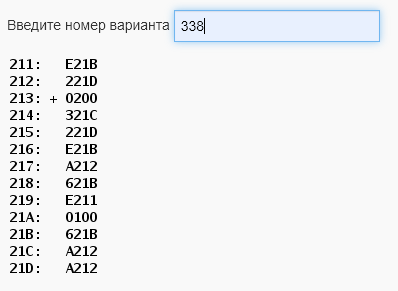 Введите номер варианта 338
211: E21B
212: 221D
213: + 0200
214: 321C
215: 221D
216: E21B
217: A212
218: 621B
219: E211
21A: 0100
21B: 621B
21C: A212
21D: A212